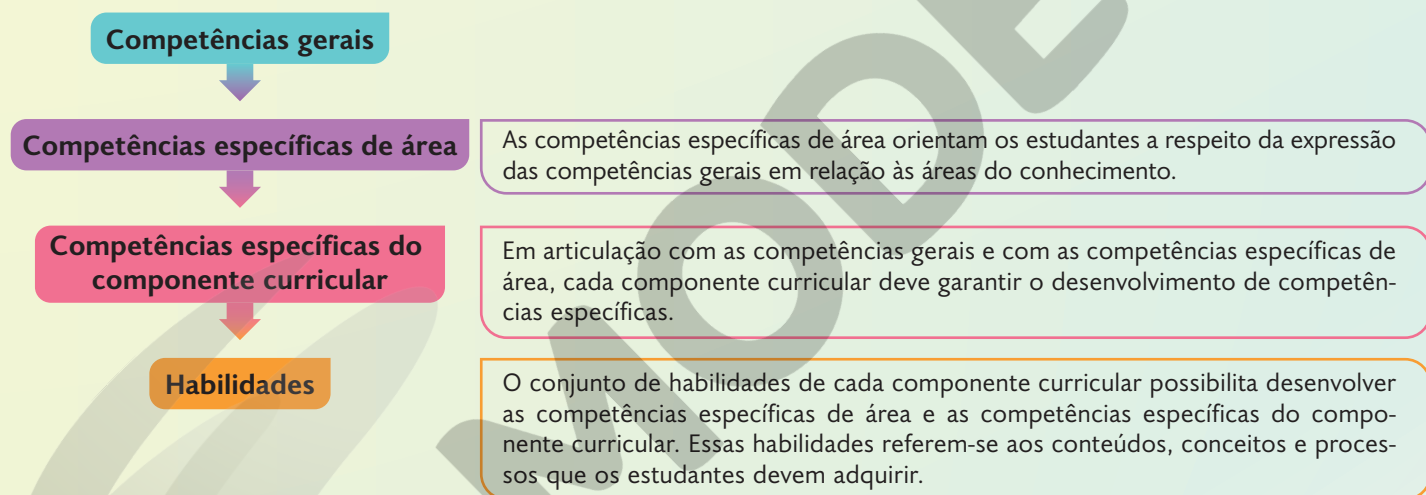 Competências gerais
Competências específicas de área
As competências específicas de área orientam os estudantes a respeito da expressão
das competências gerais em relação às áreas do conhecimento.
Competências específicas do
componente curricular
Em articulação com as competências gerais e com as competências específicas de
área, cada componente curricular deve garantir o desenvolvimento de competên-
cias específicas.
Habilidades
O conjunto de habilidades de cada componente curricular possibilita desenvolver
as competências específicas de área e as competências específicas do compo-
nente curricular. Essas habilidades referem-se aos conteúdos, conceitos e proces-
sos que os estudantes devem adquirir.
MODE